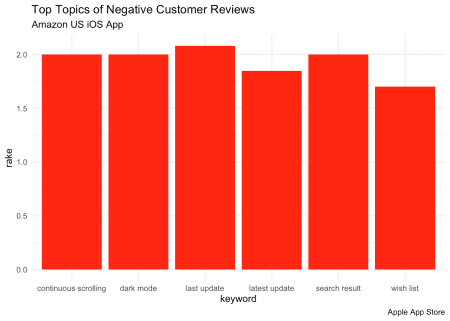 Top Topics of Negative Customer Reviews
Amazon US iOS App
rake
2.0
1.5
1.0
0.5
0.0
continuous scrolling dark mode last update latest update search result wish list
keyword
Apple App Store